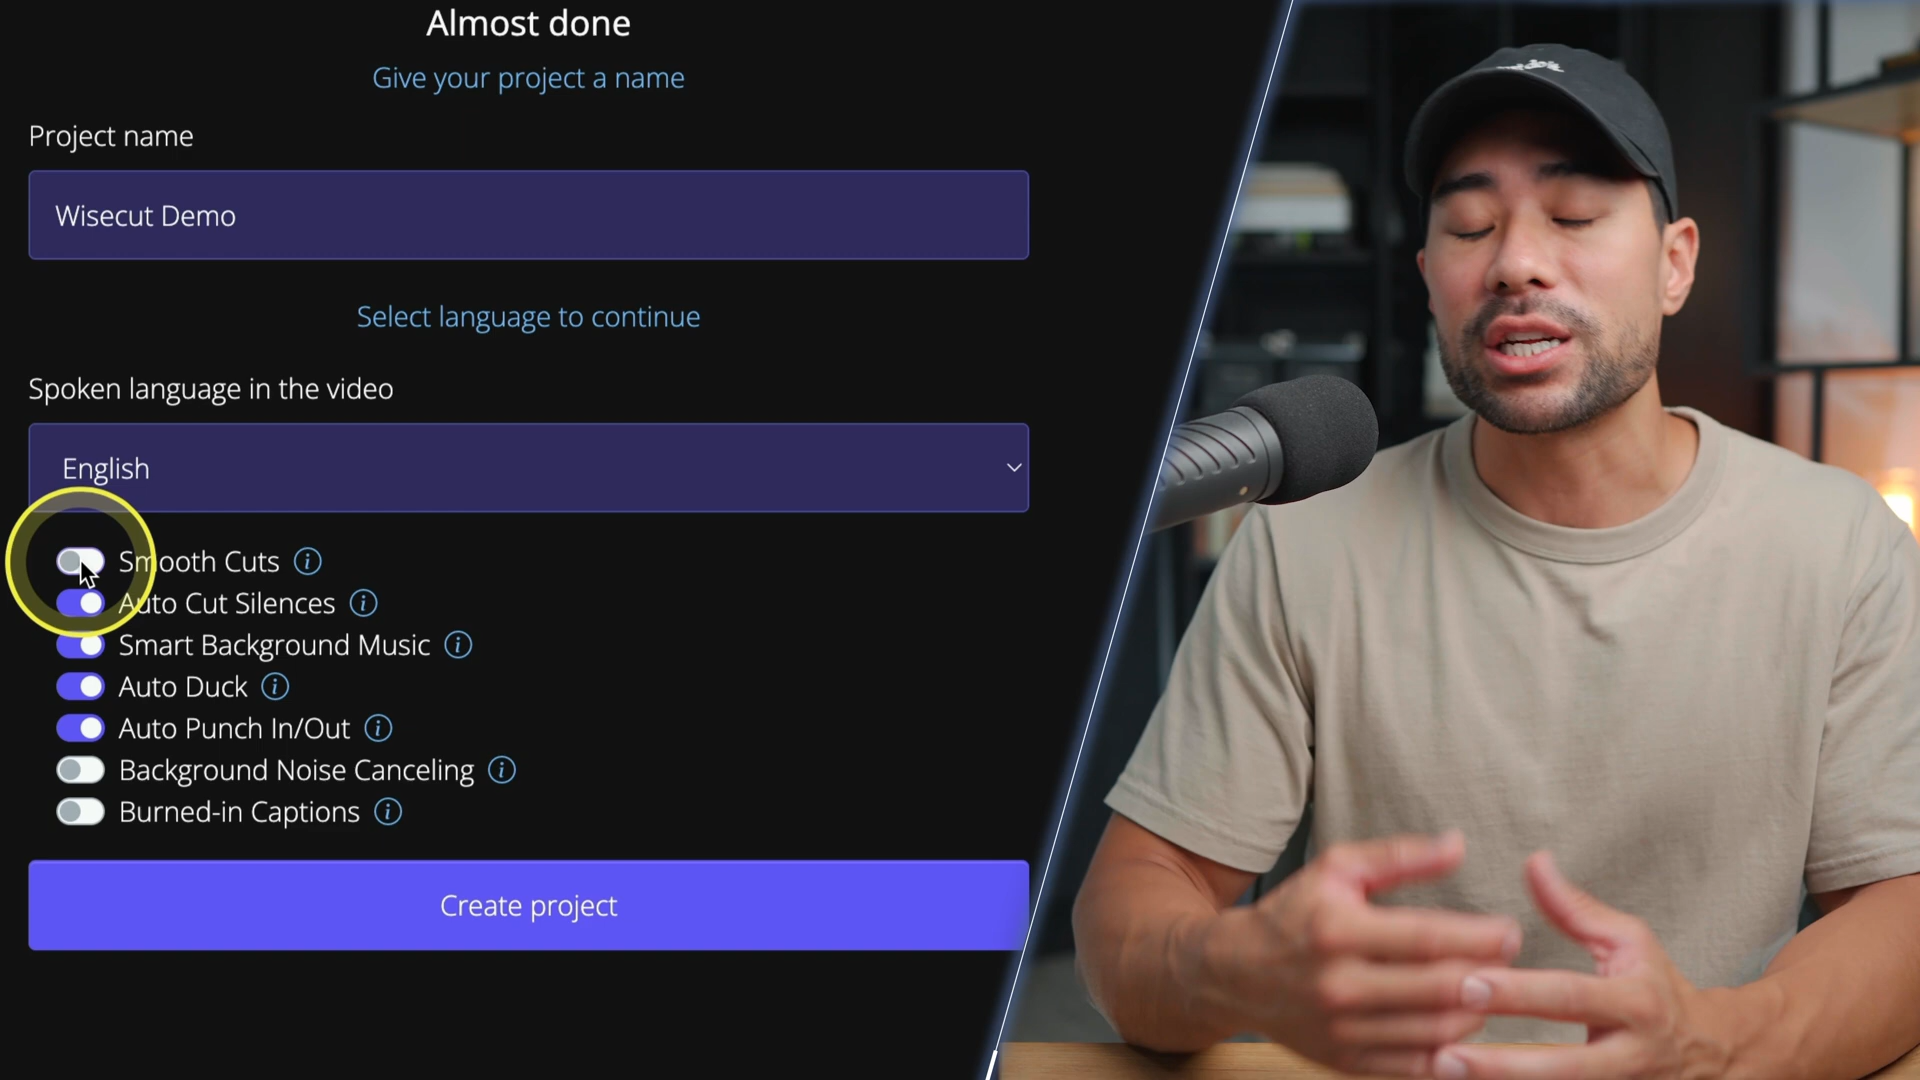 Almost done
Give your project a name
Project name
Wisecut Demo
Select language to continue
Spoken language in the video
English
Smooth Cuts
Auto Cut Silences
Smart Background Music
Auto Duck
Auto Punch In/Out
Background Noise Canceling
Burned-in Captions
Create project